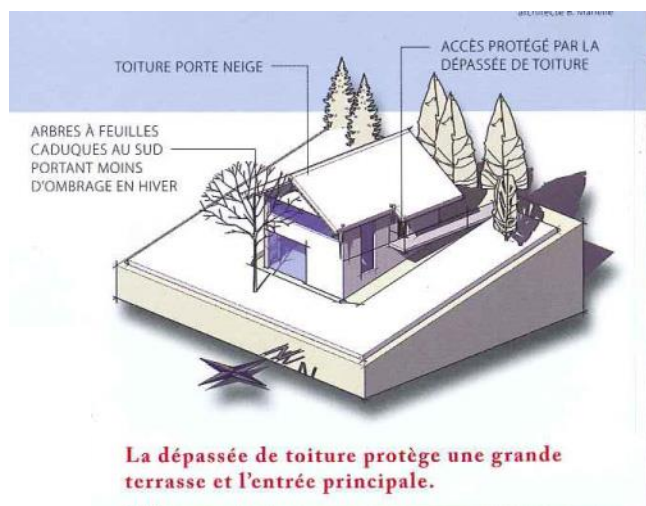 TOITURE PORTE NEIGE
ACCÈS PROTÉGÉ PAR LA
DÉPASSÉE DE TOITURE
ARBRES À FEUILLES
CADUQUES AU SUD
PORTANT MOINS
D'OMBRAGE EN HIVER
N
La dépassée de toiture protège une grande
terrasse et l'entrée principale.